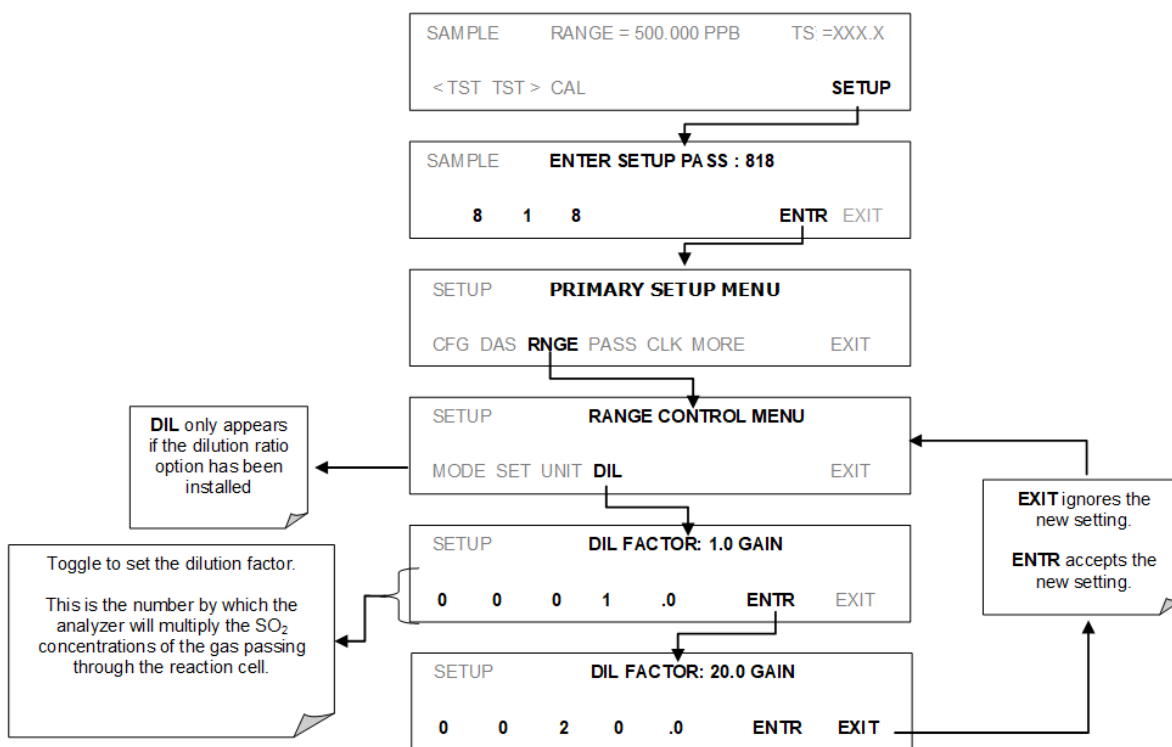 SAMPLE RANGE = 500.000 PPB TS =XXX.X
< TST TST > CAL SETUP
SAMPLE ENTER SETUP PASS : 818
8 1 8 ENTR EXIT
SETUP PRIMARY SETUP MENU
CFG DAS RNGE PASS CLK MORE EXIT
SETUP RANGE CONTROL MENU
MODE SET UNIT DIL EXIT
DIL only appears
if the dilution ratio
option has been
installed
EXIT ignores the
new setting.
ENTR accepts the
new setting.
SETUP DIL FACTOR: 1.0 GAIN
0 0 0 1 .0 ENTR EXIT
Toggle to set the dilution factor.
This is the number by which the
analyzer will multiply the SO₂
concentrations of the gas passing
through the reaction cell.
SETUP DIL FACTOR: 20.0 GAIN
0 0 2 0 .0 ENTR EXIT